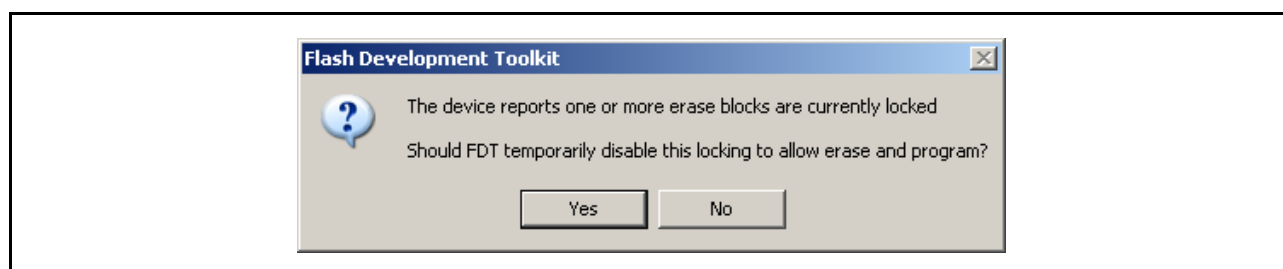 Flash Development Toolkit
The device reports one or more erase blocks are currently locked
Should FDT temporarily disable this locking to allow erase and program?
Yes No